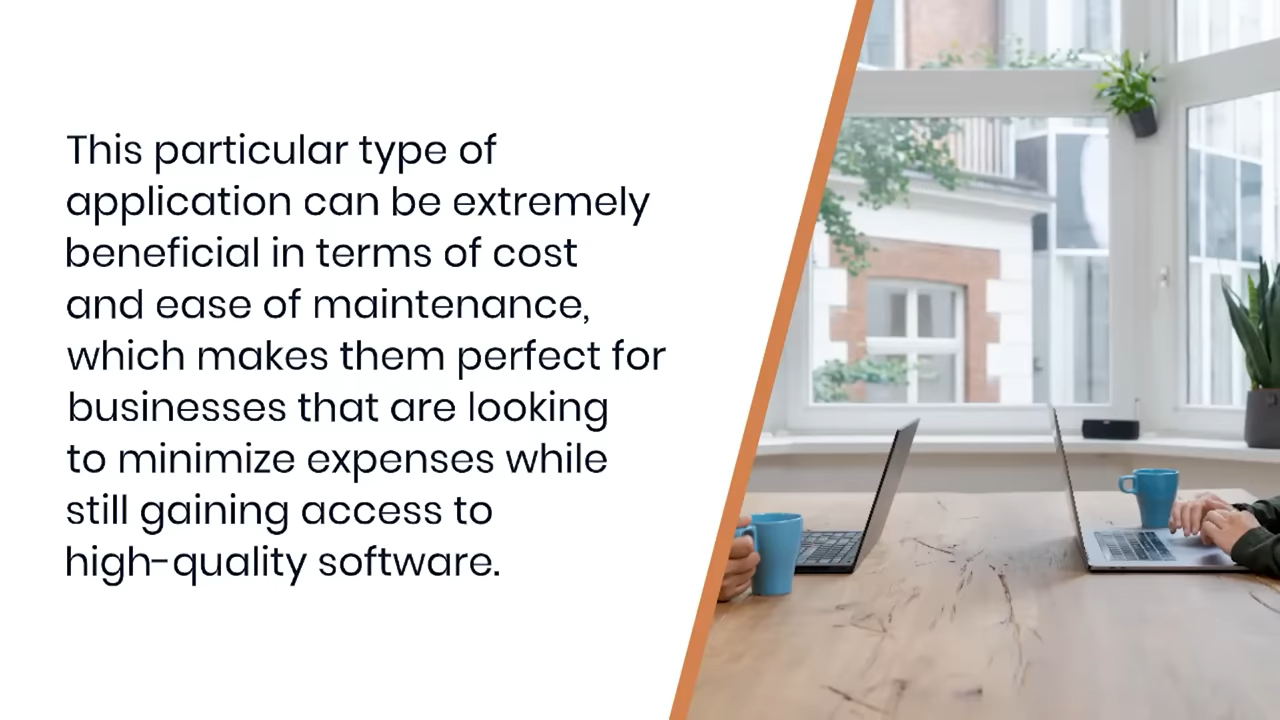 This particular type of
application can be extremely
beneficial in terms of cost
and ease of maintenance,
which makes them perfect for
businesses that are looking
to minimize expenses while
still gaining access to
high-quality software.